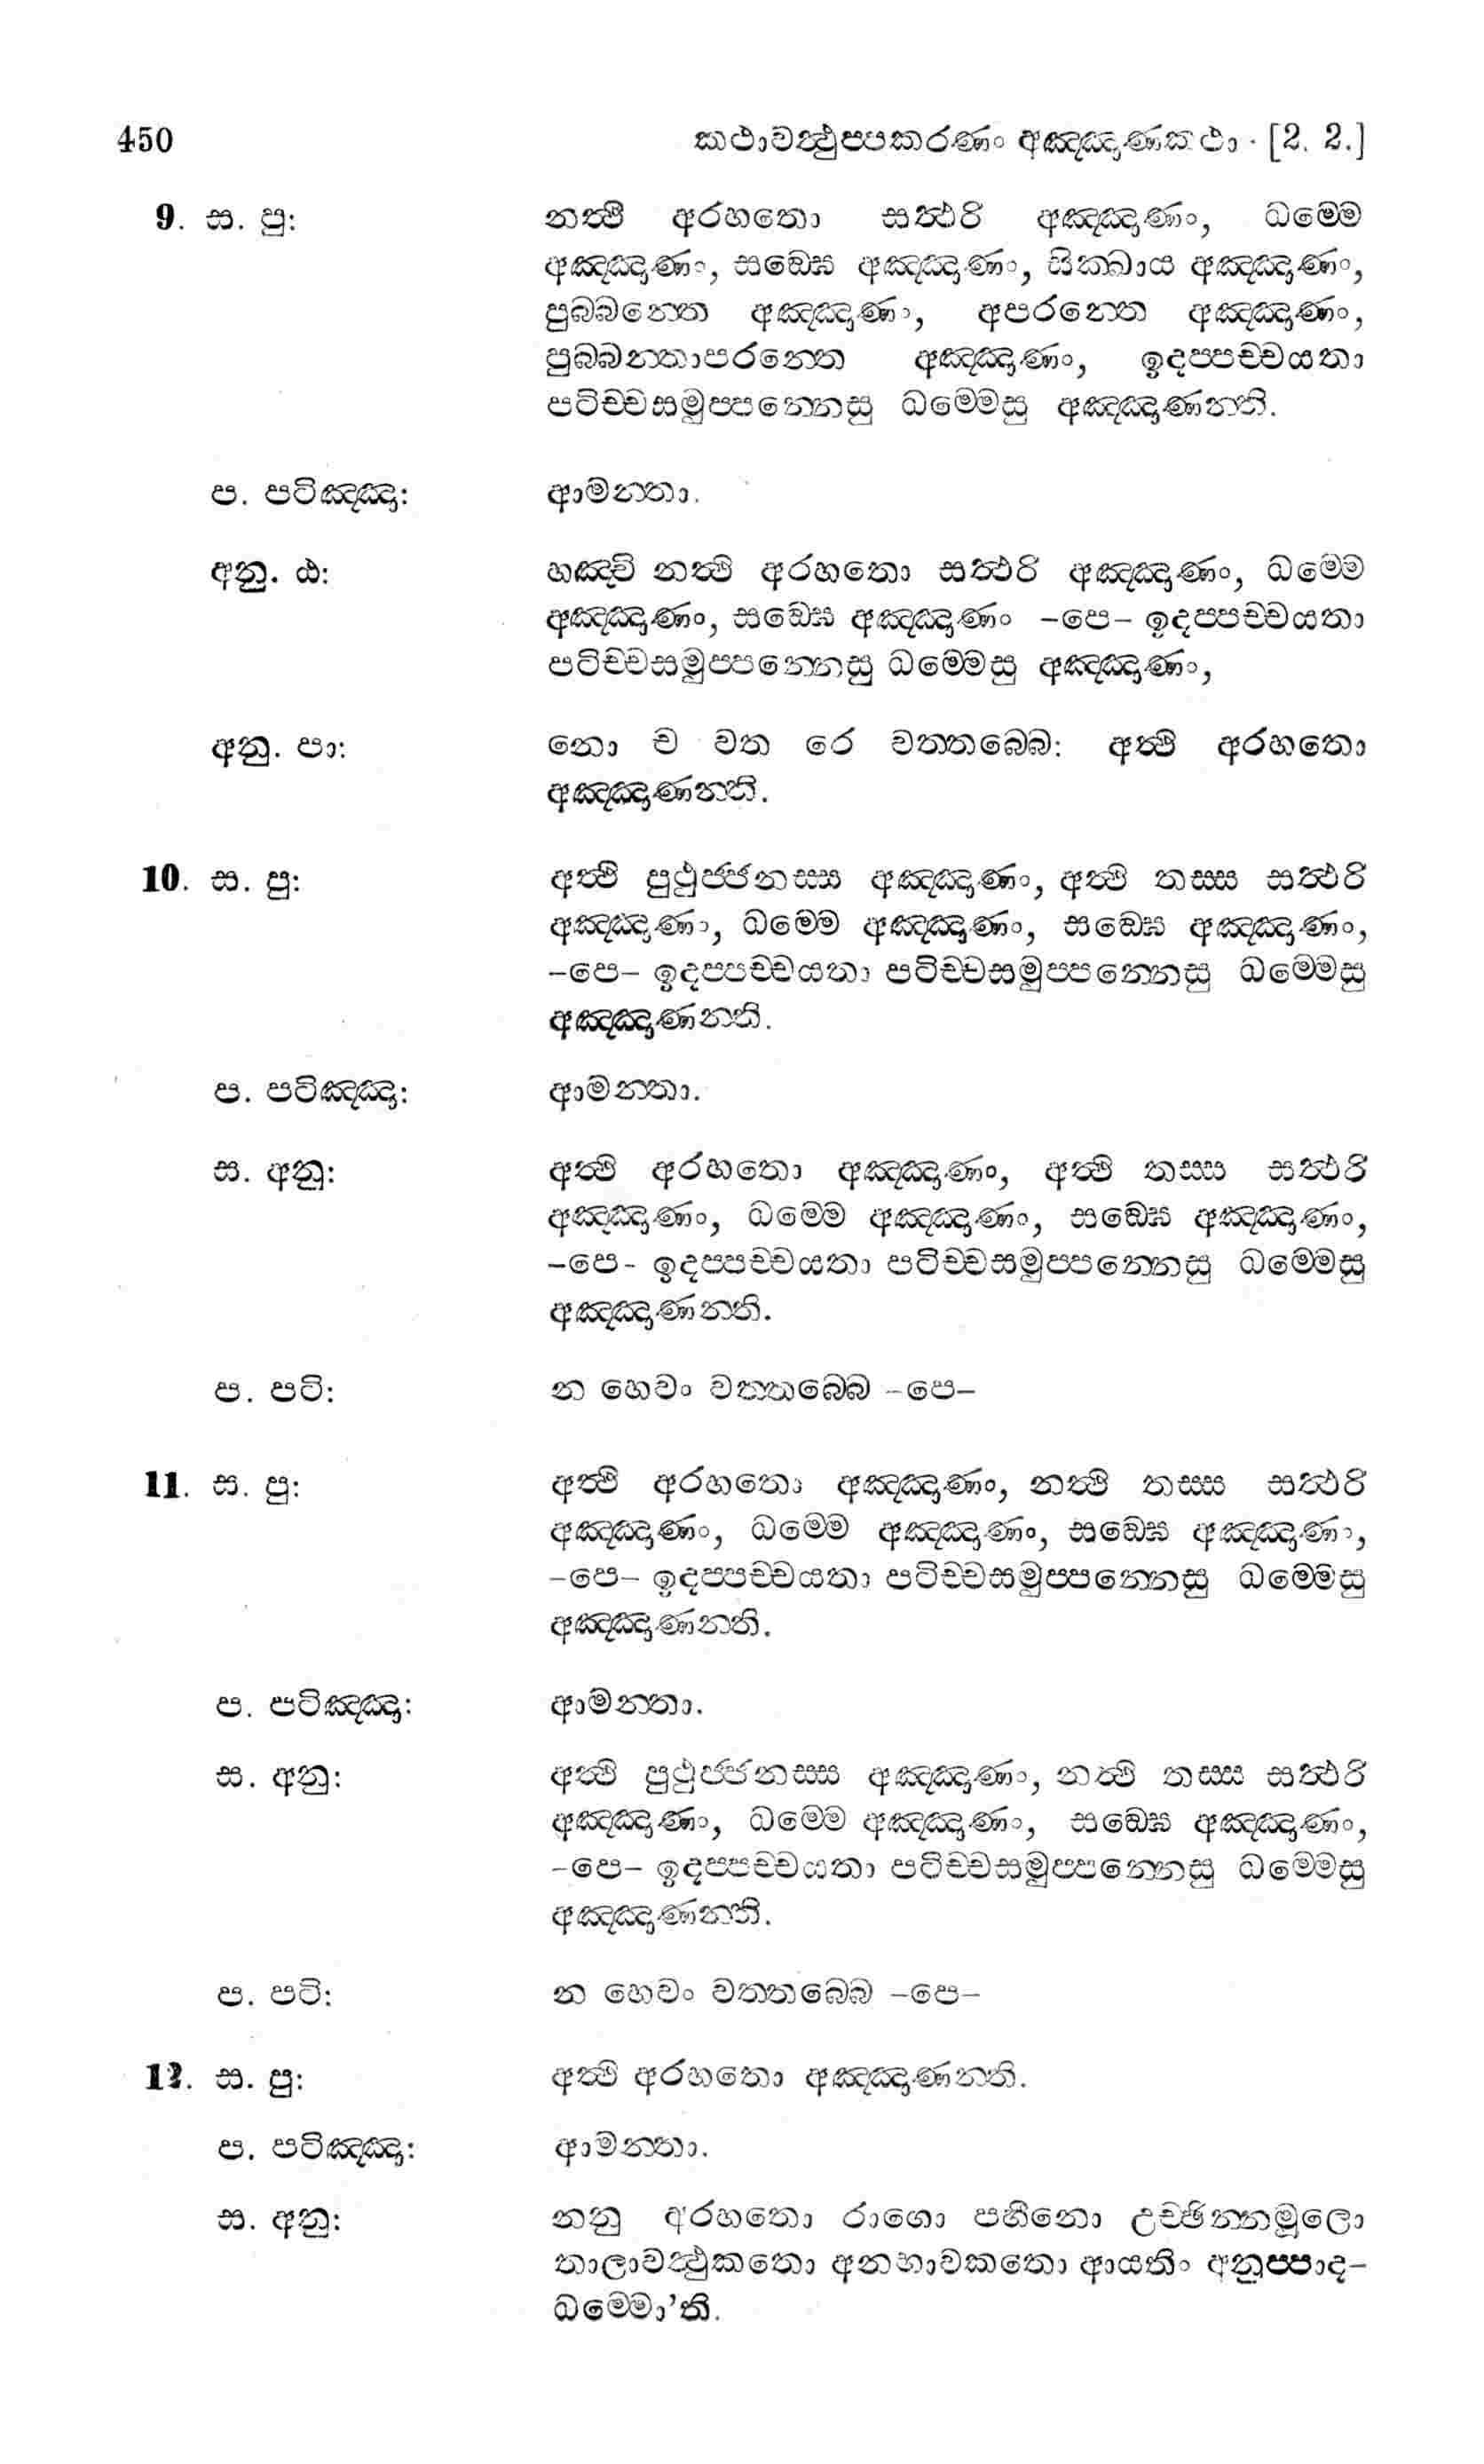 450 කථාවත්‍ථුප්පකරණං අඤ්ඤාණකථා · [2. 2.]
9. ස. පු: නත්‍ථි අරහතො සත්‍ථරි අඤ්ඤාණං, ධම්මෙ
අඤ්ඤාණං, සඞ්ඝෙ අඤ්ඤාණං, සික්ඛාය අඤ්ඤාණං,
පුබ්බන්තෙ අඤ්ඤාණං, අපරන්තෙ අඤ්ඤාණං,
පුබ්බන්තාපරන්තෙ අඤ්ඤාණං, ඉදප්පච්චයතා
පටිච්චසමුප්පන්නෙසු ධම්මෙසු අඤ්ඤාණන්ති.
ප. පටිඤ්ඤා: ආමන්තා.
අනු. ඨ: හඤ්චි නත්‍ථි අරහතො සත්‍ථරි අඤ්ඤාණං, ධම්මෙ
අඤ්ඤාණං, සඞ්ඝෙ අඤ්ඤාණං -පෙ- ඉදප්පච්චයතා
පටිච්චසමුප්පන්නෙසු ධම්මෙසු අඤ්ඤාණං,
අනු. පා: නො ච වත රෙ වත්තබ්බෙ: අත්‍ථි අරහතො
අඤ්ඤාණන්ති.
10. ස. පු: අත්‍ථි පුථුජ්ජනස්ස අඤ්ඤාණං, අත්‍ථි තස්ස සත්‍ථරි
අඤ්ඤාණං, ධම්මෙ අඤ්ඤාණං, සඞ්ඝෙ අඤ්ඤාණං,
-පෙ- ඉදප්පච්චයතා පටිච්චසමුප්පන්නෙසු ධම්මෙසු
අඤ්ඤාණන්ති.
ප. පටිඤ්ඤා: ආමන්තා.
ස. අනු: අත්‍ථි අරහතො අඤ්ඤාණං, අත්‍ථි තස්ස සත්‍ථරි
අඤ්ඤාණං, ධම්මෙ අඤ්ඤාණං, සඞ්ඝෙ අඤ්ඤාණං,
-පෙ- ඉදප්පච්චයතා පටිච්චසමුප්පන්නෙසු ධම්මෙසු
අඤ්ඤාණන්ති.
ප. පටි: න හෙවං වත්තබ්බෙ -පෙ-
11. ස. පු: අත්‍ථි අරහතො අඤ්ඤාණං, නත්‍ථි තස්ස සත්‍ථරි
අඤ්ඤාණං, ධම්මෙ අඤ්ඤාණං, සඞ්ඝෙ අඤ්ඤාණං,
-පෙ- ඉදප්පච්චයතා පටිච්චසමුප්පන්නෙසු ධම්මෙසු
අඤ්ඤාණන්ති.
ප. පටිඤ්ඤා: ආමන්තා.
ස. අනු: අත්‍ථි පුථුජ්ජනස්ස අඤ්ඤාණං, නත්‍ථි තස්ස සත්‍ථරි
අඤ්ඤාණං, ධම්මෙ අඤ්ඤාණං, සඞ්ඝෙ අඤ්ඤාණං,
-පෙ- ඉදප්පච්චයතා පටිච්චසමුප්පන්නෙසු ධම්මෙසු
අඤ්ඤාණන්ති.
ප. පටි: න හෙවං වත්තබ්බෙ -පෙ-
12. ස. පු: අත්‍ථි අරහතො අඤ්ඤාණන්ති.
ප. පටිඤ්ඤා: ආමන්තා.
ස. අනු: නනු අරහතො රාගො පහීනො උච්ඡින්නමූලො
තාලාවත්‍ථුකතො අනභාවකතො ආයතිං අනුප්පාද-
ධම්මො'ති.